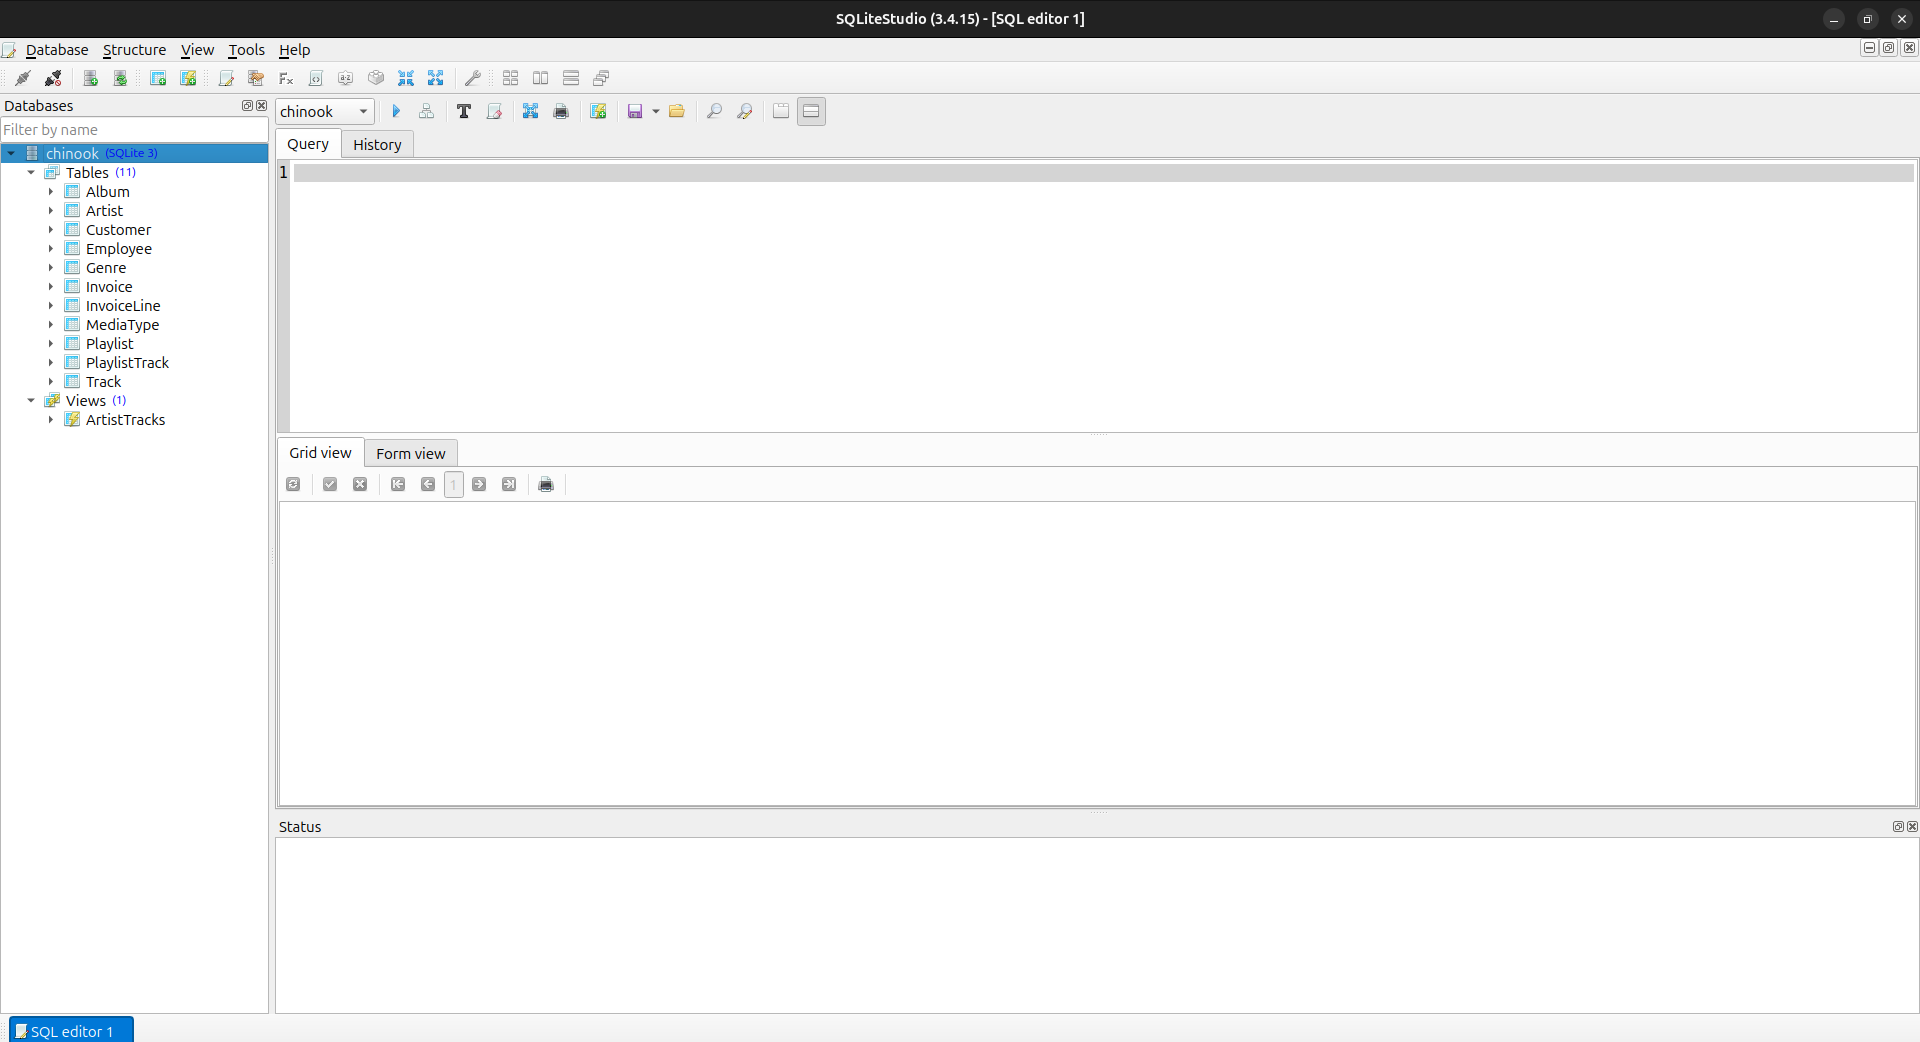 SQLiteStudio (3.4.15) - [SQL editor 1]
Database Structure View Tools Help
Databases
Filter by name
chinook (SQLite 3)
Tables (11)
Album
Artist
Customer
Employee
Genre
Invoice
InvoiceLine
MediaType
Playlist
PlaylistTrack
Track
Views (1)
ArtistTracks
chinook
Query History
1
Grid view Form view
1
Status
SQL editor 1